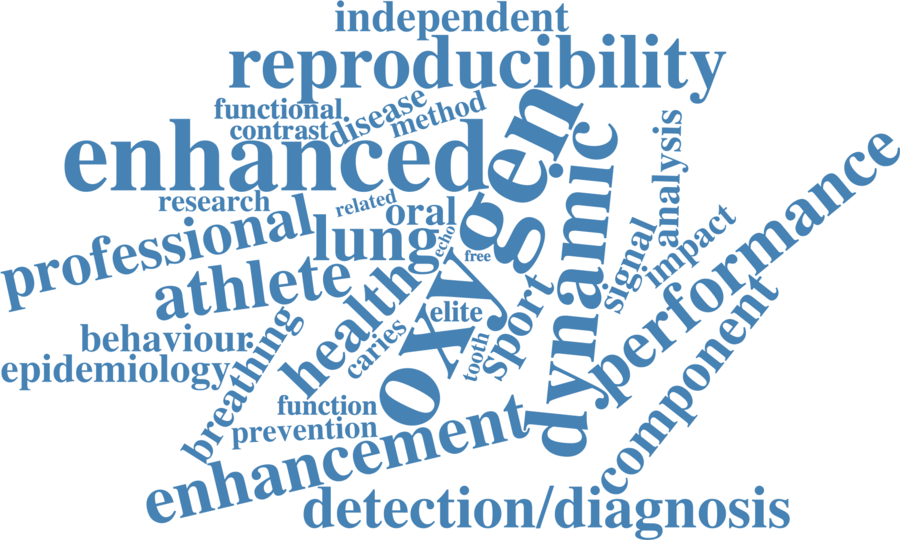 independent
reproducibility
functional
disease
method
contrast
enhanced
oxygen
dynamic
analysis
performance
research
related
oral
professional
lung
echo
free
signal
impact
athlete
health
elite
sport
behaviour
caries
tooth
epidemiology
breathing
component
function
prevention
enhancement
detection/diagnosis